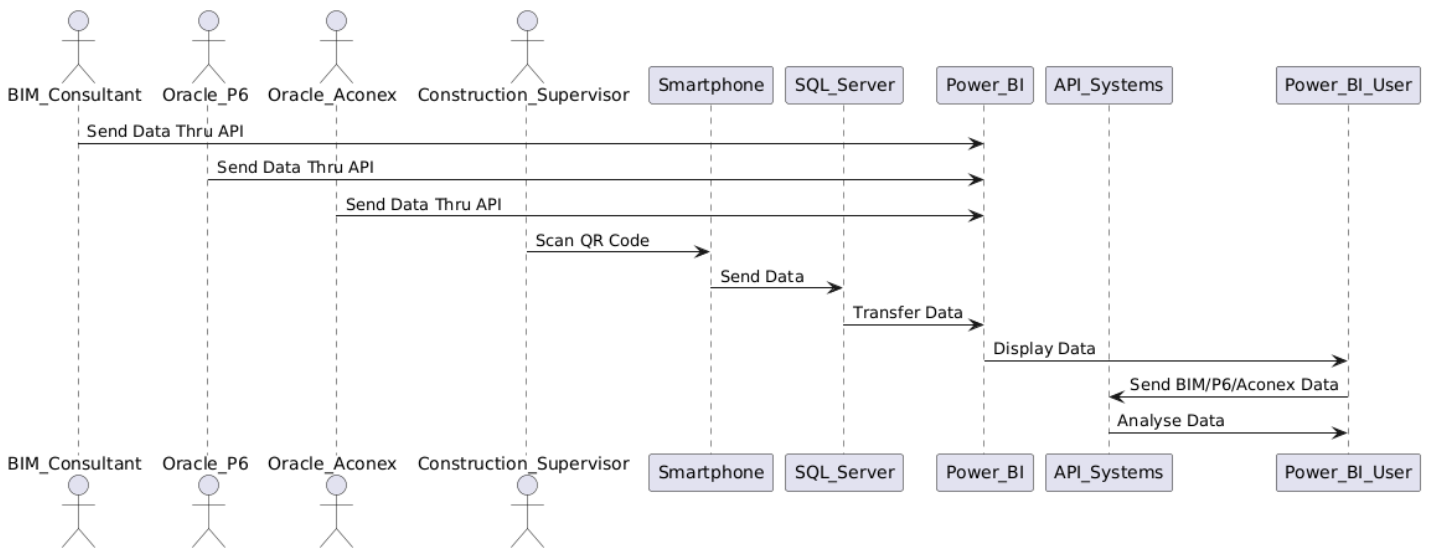 BIM_Consultant Oracle_P6 Oracle_Aconex Construction_Supervisor Smartphone SQL_Server Power_BI API_Systems Power_BI_User
Send Data Thru API
Send Data Thru API
Send Data Thru API
Scan QR Code
Send Data
Transfer Data
Display Data
Send BIM/P6/Aconex Data
Analyse Data
BIM_Consultant Oracle_P6 Oracle_Aconex Construction_Supervisor Smartphone SQL_Server Power_BI API_Systems Power_BI_User